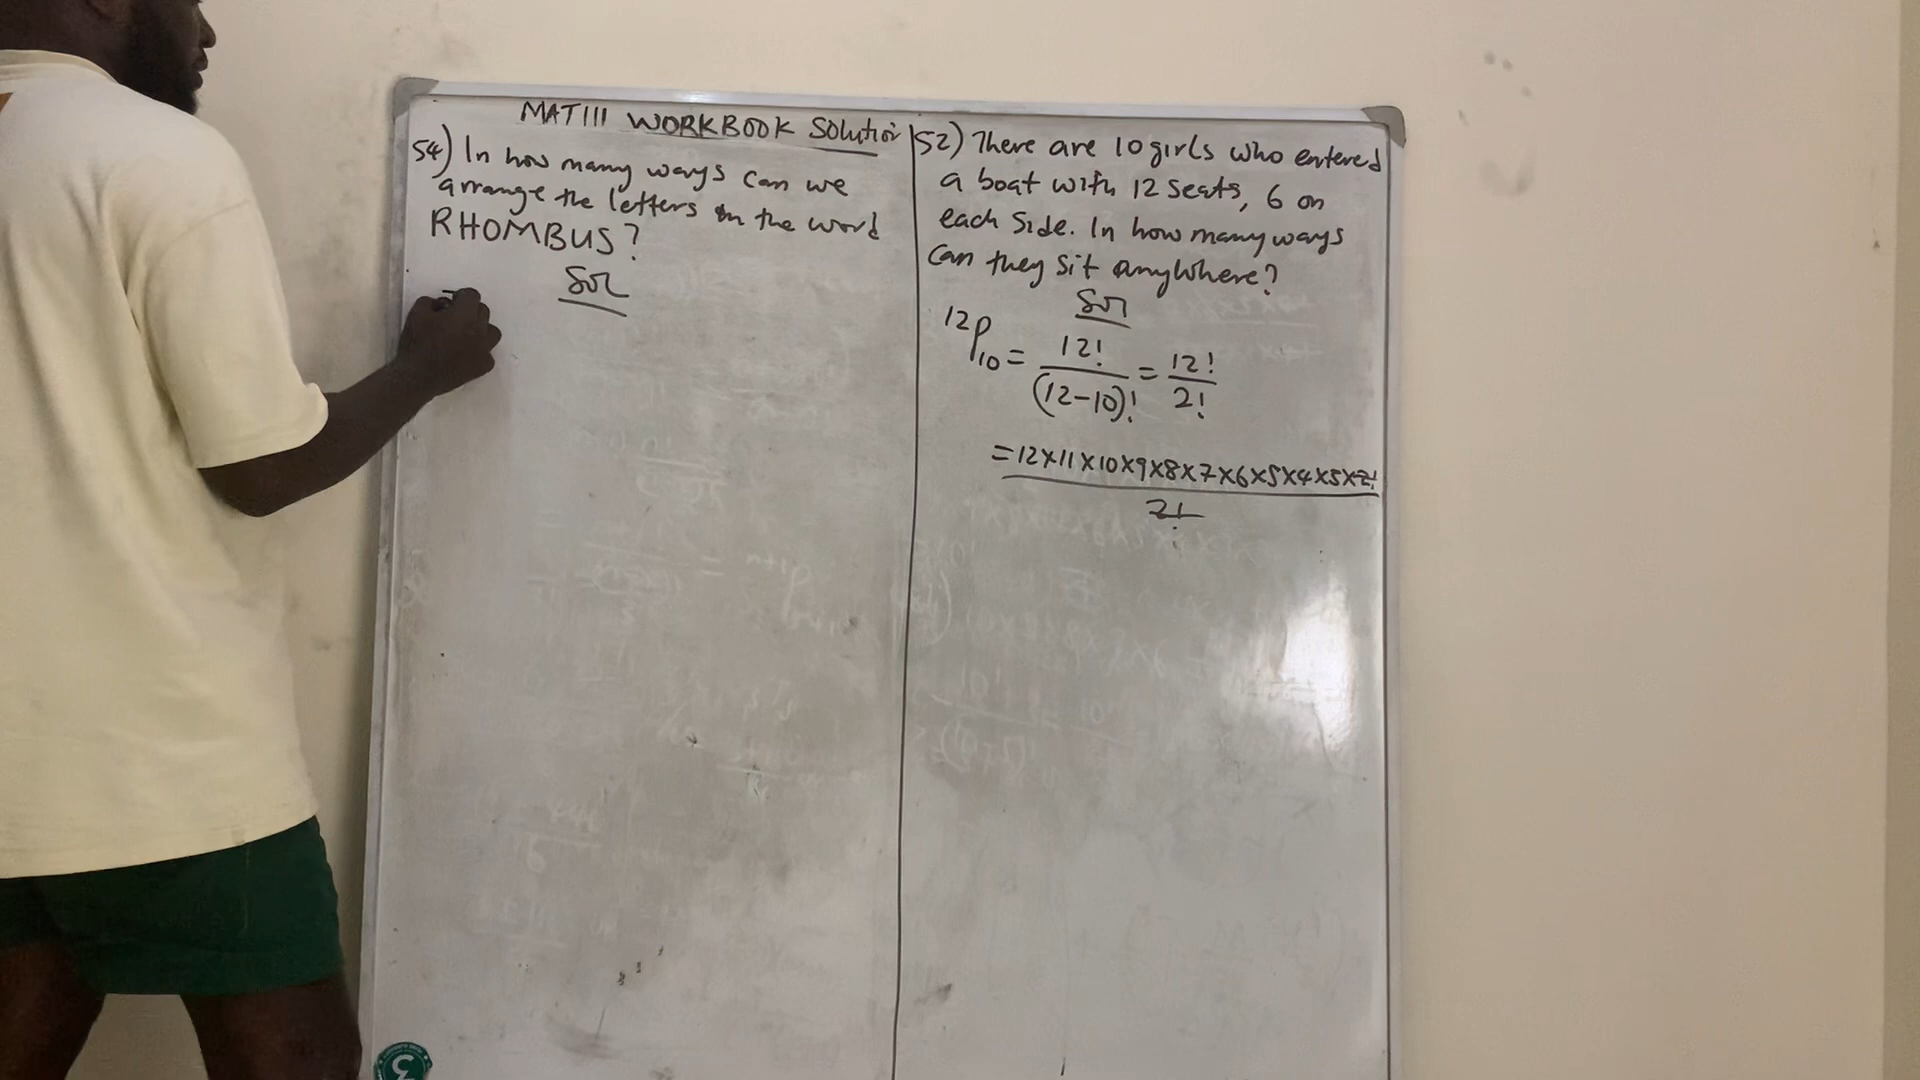 MAT111 WORKBOOK Solution
54) In how many ways can we
arrange the letters in the word
RHOMBUS?
Sol
52) There are 10 girls who entered
a boat with 12 seats, 6 on
each side. In how many ways
can they sit anywhere?
Sol
12P10 = 12!/(12-10)! = 12!/2!
= 12×11×10×9×8×7×6×5×4×3×2!
2!